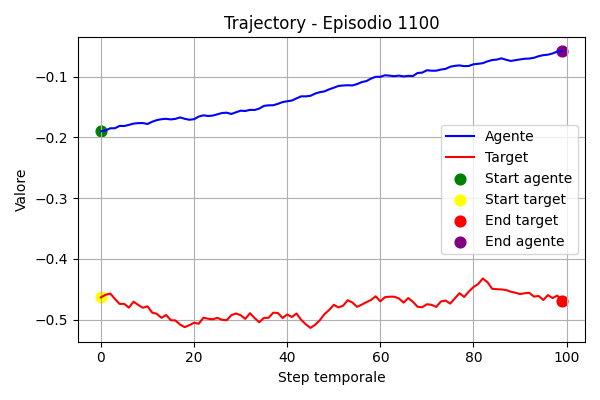 Trajectory - Episodio 1100
Valore
−0.1
−0.2
−0.3
−0.4
−0.5
Agente
Target
Start agente
Start target
End target
End agente
0 20 40 60 80 100
Step temporale